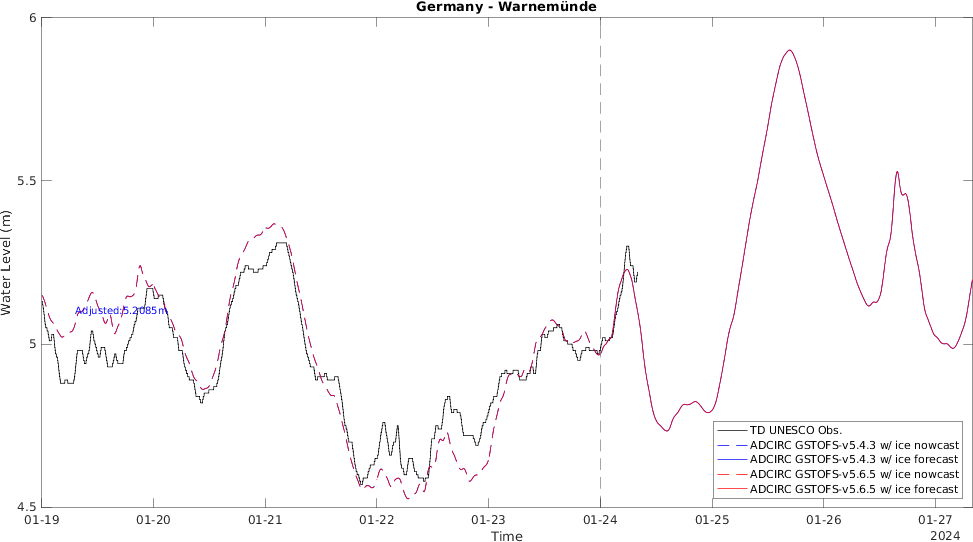 Germany - Warnemünde
6
5.5
5
4.5
Water Level (m)
Adjusted:5.2085m
TD UNESCO Obs.
ADCIRC GSTOFS-v5.4.3 w/ ice nowcast
ADCIRC GSTOFS-v5.4.3 w/ ice forecast
ADCIRC GSTOFS-v5.6.5 w/ ice nowcast
ADCIRC GSTOFS-v5.6.5 w/ ice forecast
01-19 01-20 01-21 01-22 01-23 01-24 01-25 01-26 01-27
Time
2024